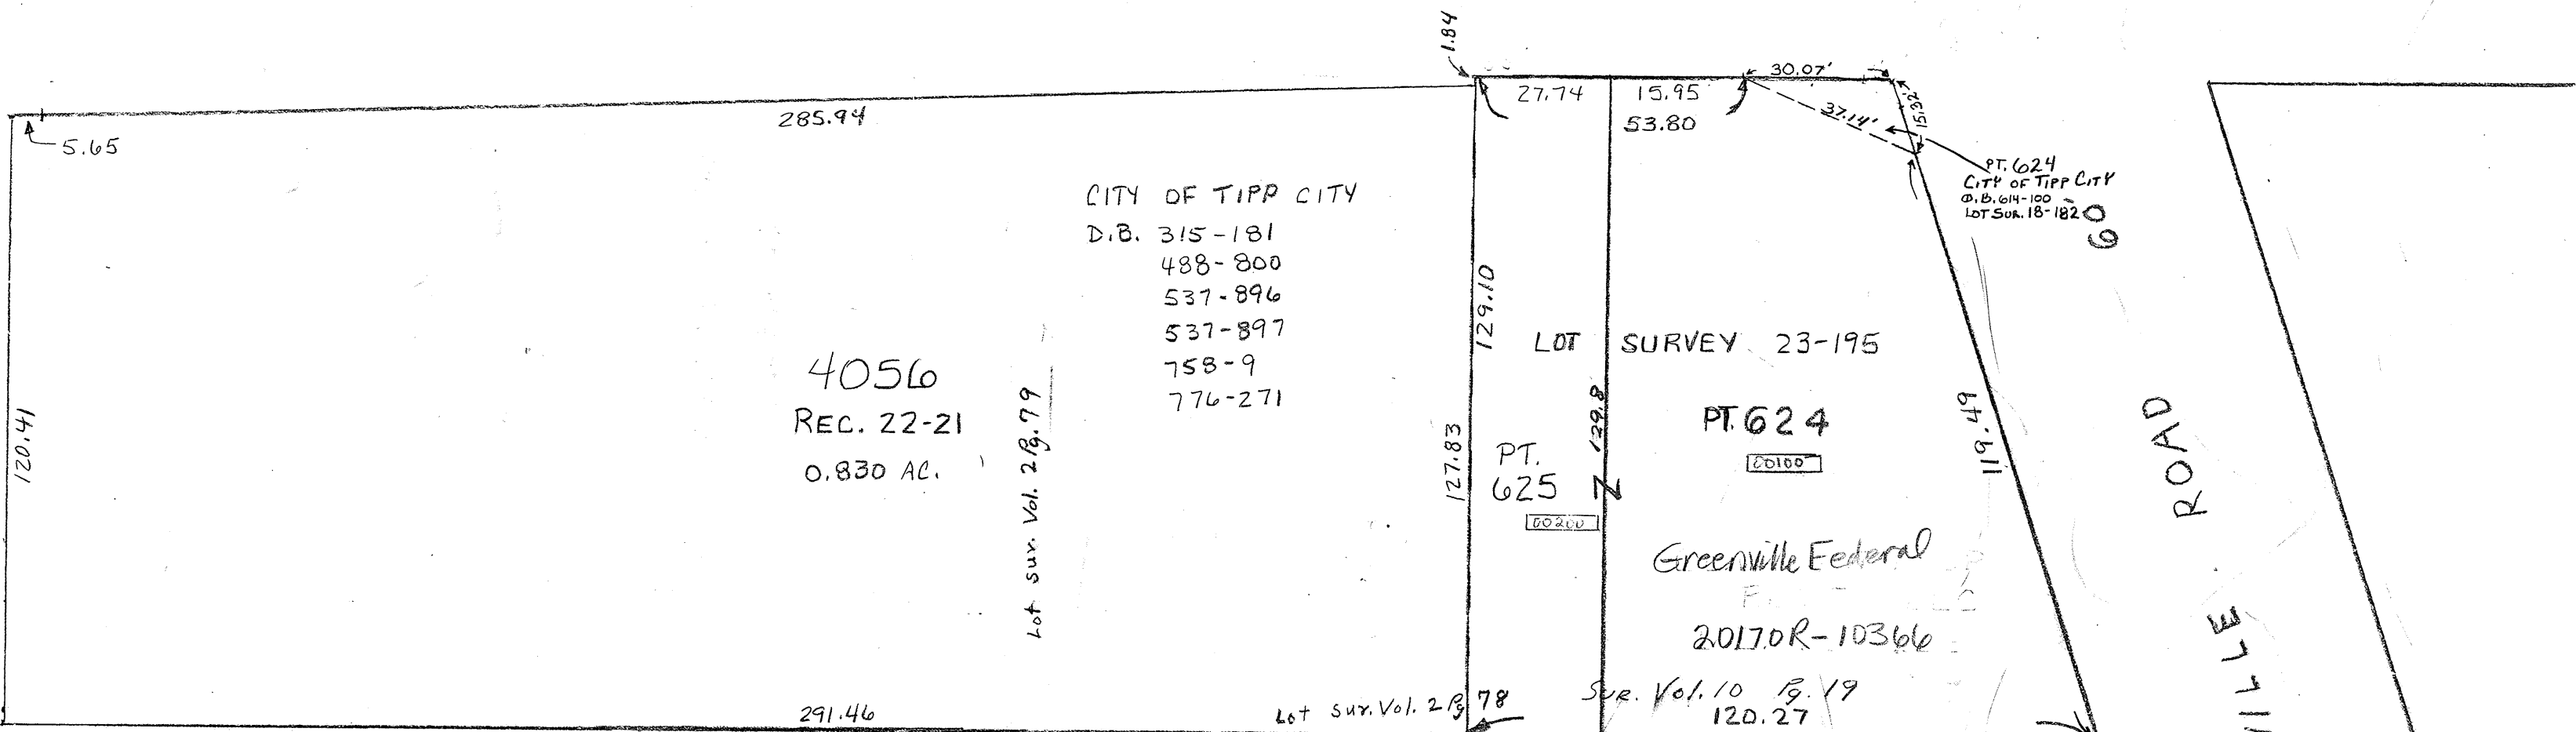 1.84
30.07'
27.74
15.95
53.80
37.14'
15.32'
285.94
5.65
PT. 624
CITY OF TIPP CITY
D.B. 614-100
LOT SUR. 18-182
60
CITY OF TIPP CITY
D.B. 315-181
488-800
537-896
537-897
758-9
776-271
129.10
LOT SURVEY 23-195
4056
REC. 22-21
0.830 AC.
Lot sur. Vol. 2 Pg. 79
120.41
127.83
129.8
PT. 624
00100
119.49
ROAD
PT.
625
Z
00200
Greenville Federal
2017OR-10366
Sur. Vol. 10 Pg. 19
120.27
Lot Sur. Vol. 2 Pg 78
291.46
ILLE